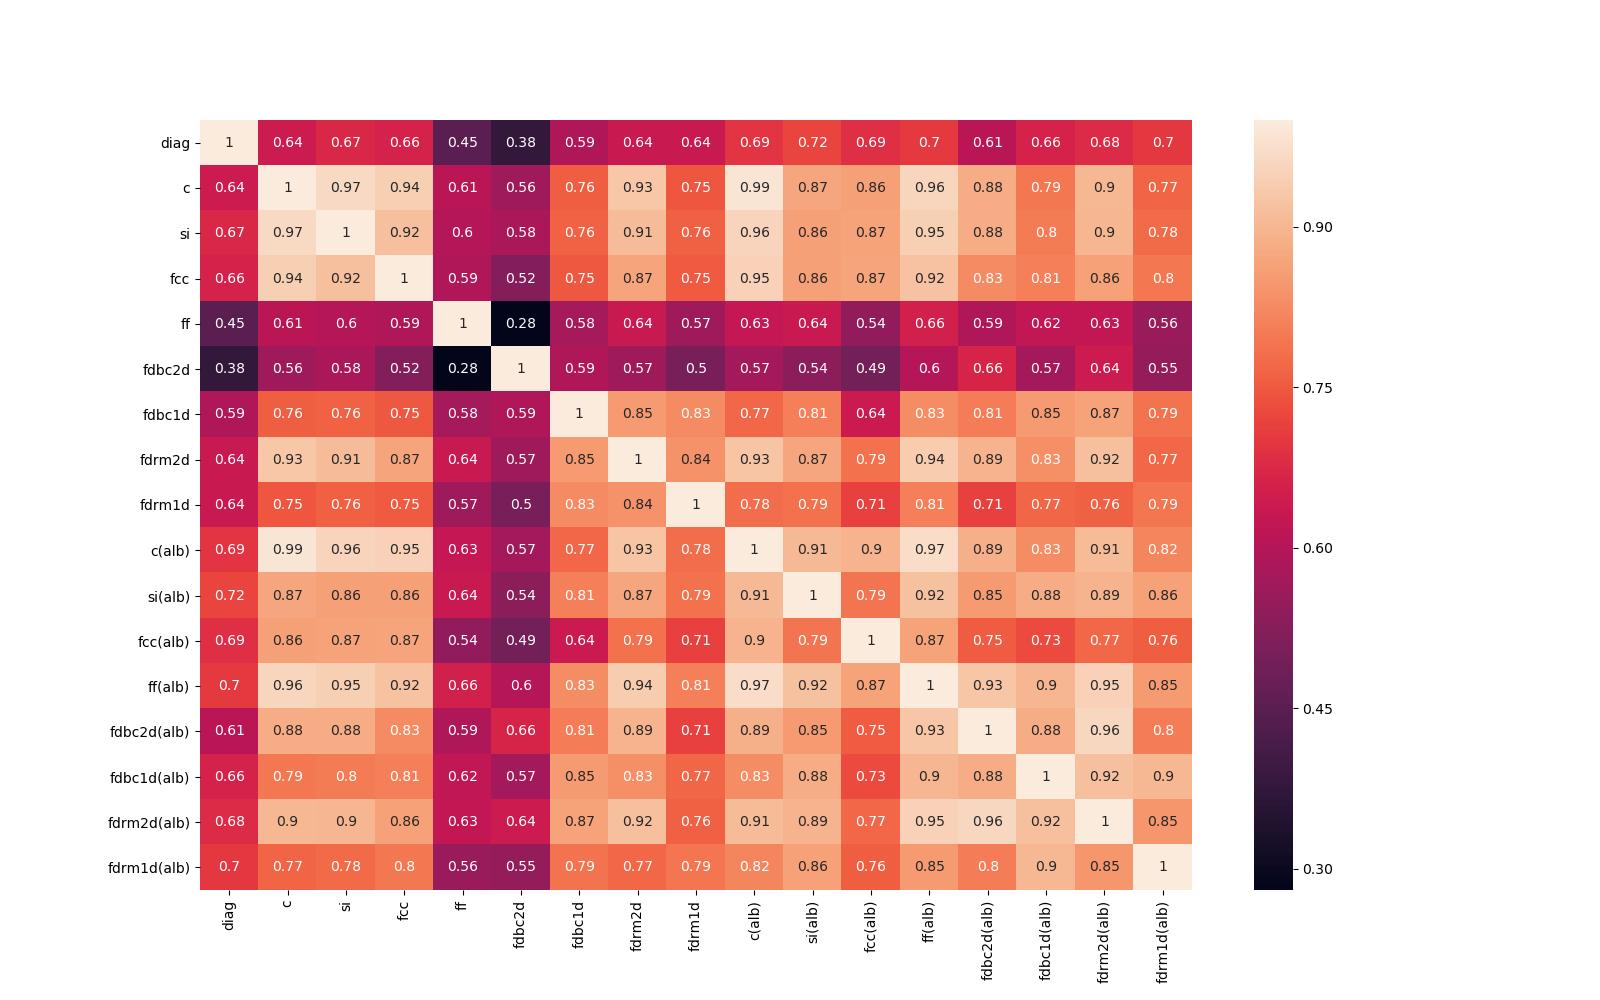 diag 1 0.64 0.67 0.66 0.45 0.38 0.59 0.64 0.64 0.69 0.72 0.69 0.7 0.61 0.66 0.68 0.7
c 0.64 1 0.97 0.94 0.61 0.56 0.76 0.93 0.75 0.99 0.87 0.86 0.96 0.88 0.79 0.9 0.77
si 0.67 0.97 1 0.92 0.6 0.58 0.76 0.91 0.76 0.96 0.86 0.87 0.95 0.88 0.8 0.9 0.78
0.90
fcc 0.66 0.94 0.92 1 0.59 0.52 0.75 0.87 0.75 0.95 0.86 0.87 0.92 0.83 0.81 0.86 0.8
ff 0.45 0.61 0.6 0.59 1 0.28 0.58 0.64 0.57 0.63 0.64 0.54 0.66 0.59 0.62 0.63 0.56
fdbc2d 0.38 0.56 0.58 0.52 0.28 1 0.59 0.57 0.5 0.57 0.54 0.49 0.6 0.66 0.57 0.64 0.55
0.75
fdbc1d 0.59 0.76 0.76 0.75 0.58 0.59 1 0.85 0.83 0.77 0.81 0.64 0.83 0.81 0.85 0.87 0.79
fdrm2d 0.64 0.93 0.91 0.87 0.64 0.57 0.85 1 0.84 0.93 0.87 0.79 0.94 0.89 0.83 0.92 0.77
fdrm1d 0.64 0.75 0.76 0.75 0.57 0.5 0.83 0.84 1 0.78 0.79 0.71 0.81 0.71 0.77 0.76 0.79
c(alb) 0.69 0.99 0.96 0.95 0.63 0.57 0.77 0.93 0.78 1 0.91 0.9 0.97 0.89 0.83 0.91 0.82
0.60
si(alb) 0.72 0.87 0.86 0.86 0.64 0.54 0.81 0.87 0.79 0.91 1 0.79 0.92 0.85 0.88 0.89 0.86
fcc(alb) 0.69 0.86 0.87 0.87 0.54 0.49 0.64 0.79 0.71 0.9 0.79 1 0.87 0.75 0.73 0.77 0.76
ff(alb) 0.7 0.96 0.95 0.92 0.66 0.6 0.83 0.94 0.81 0.97 0.92 0.87 1 0.93 0.9 0.95 0.85
0.45
fdbc2d(alb) 0.61 0.88 0.88 0.83 0.59 0.66 0.81 0.89 0.71 0.89 0.85 0.75 0.93 1 0.88 0.96 0.8
fdbc1d(alb) 0.66 0.79 0.8 0.81 0.62 0.57 0.85 0.83 0.77 0.83 0.88 0.73 0.9 0.88 1 0.92 0.9
fdrm2d(alb) 0.68 0.9 0.9 0.86 0.63 0.64 0.87 0.92 0.76 0.91 0.89 0.77 0.95 0.96 0.92 1 0.85
fdrm1d(alb) 0.7 0.77 0.78 0.8 0.56 0.55 0.79 0.77 0.79 0.82 0.86 0.76 0.85 0.8 0.9 0.85 1
0.30
diag c si fcc ff fdbc2d fdbc1d fdrm2d fdrm1d c(alb) si(alb) fcc(alb) ff(alb) fdbc2d(alb) fdbc1d(alb) fdrm2d(alb) fdrm1d(alb)